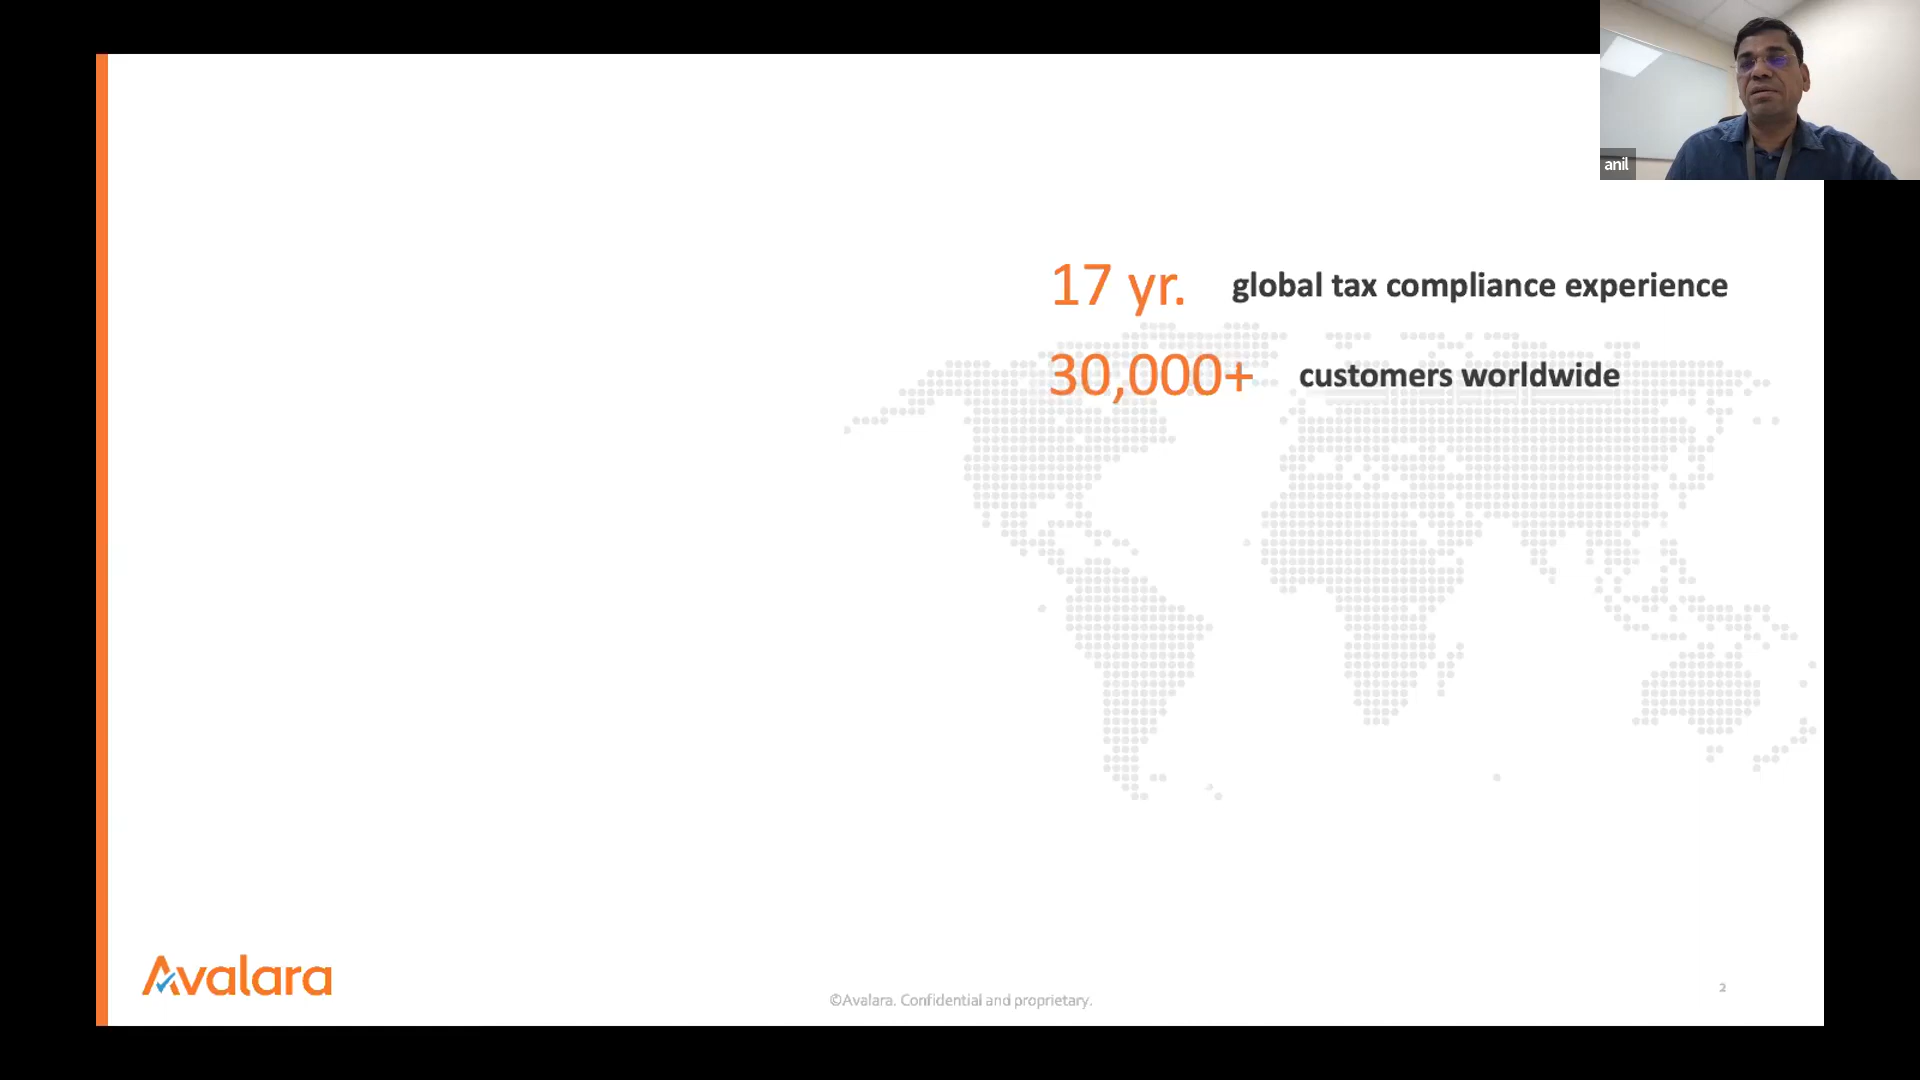 anil
17 yr. global tax compliance experience
30,000+ customers worldwide
Avalara
©Avalara. Confidential and proprietary.
2